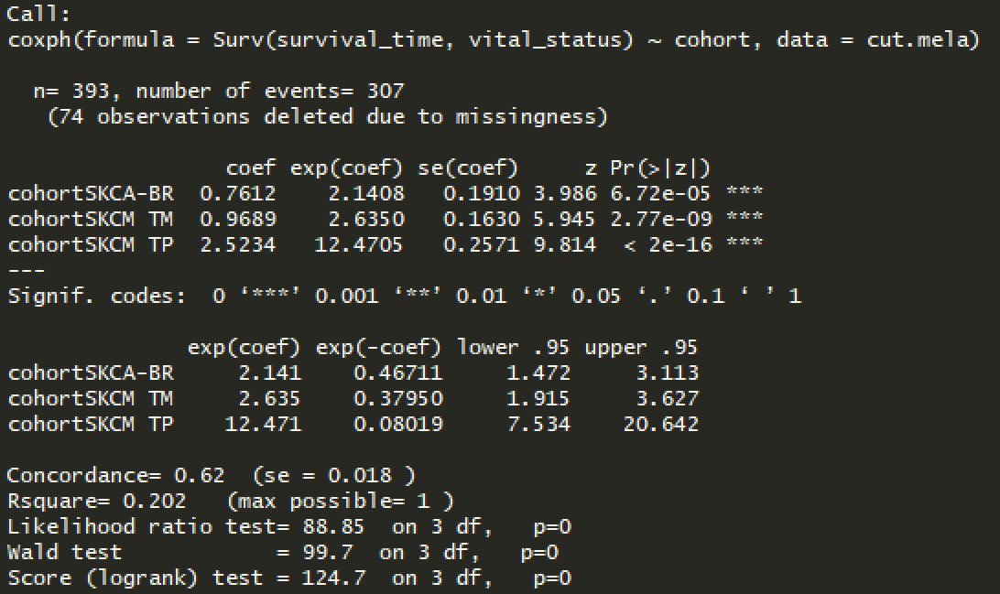 Call:
coxph(formula = Surv(survival_time, vital_status) ~ cohort, data = cut.mela)
n= 393, number of events= 307
(74 observations deleted due to missingness)
coef exp(coef) se(coef) z Pr(>|z|)
cohortSKCA-BR 0.7612 2.1408 0.1910 3.986 6.72e-05 ***
cohortSKCM TM 0.9689 2.6350 0.1630 5.945 2.77e-09 ***
cohortSKCM TP 2.5234 12.4705 0.2571 9.814 < 2e-16 ***
---
Signif. codes: 0 ‘***’ 0.001 ‘**’ 0.01 ‘*’ 0.05 ‘.’ 0.1 ‘ ’ 1
exp(coef) exp(-coef) lower .95 upper .95
cohortSKCA-BR 2.141 0.46711 1.472 3.113
cohortSKCM TM 2.635 0.37950 1.915 3.627
cohortSKCM TP 12.471 0.08019 7.534 20.642
Concordance= 0.62 (se = 0.018 )
Rsquare= 0.202 (max possible= 1 )
Likelihood ratio test= 88.85 on 3 df, p=0
Wald test = 99.7 on 3 df, p=0
Score (logrank) test = 124.7 on 3 df, p=0